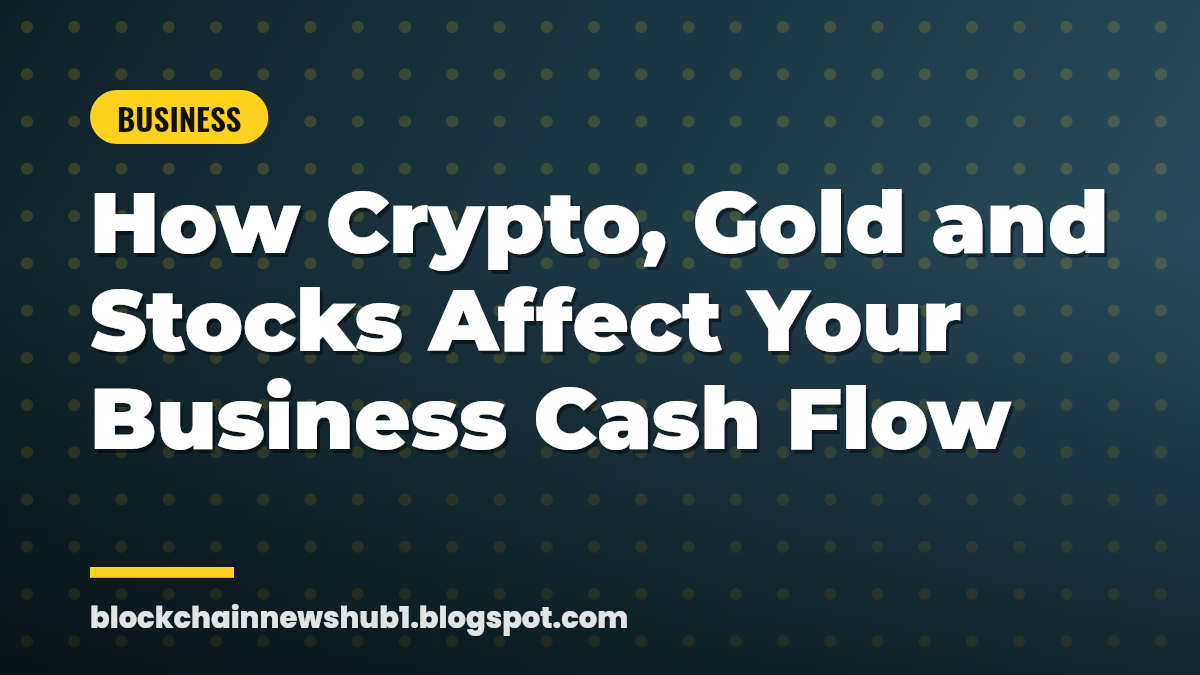 BUSINESS
How Crypto, Gold and
Stocks Affect Your
Business Cash Flow
blockchainnewshub1.blogspot.com